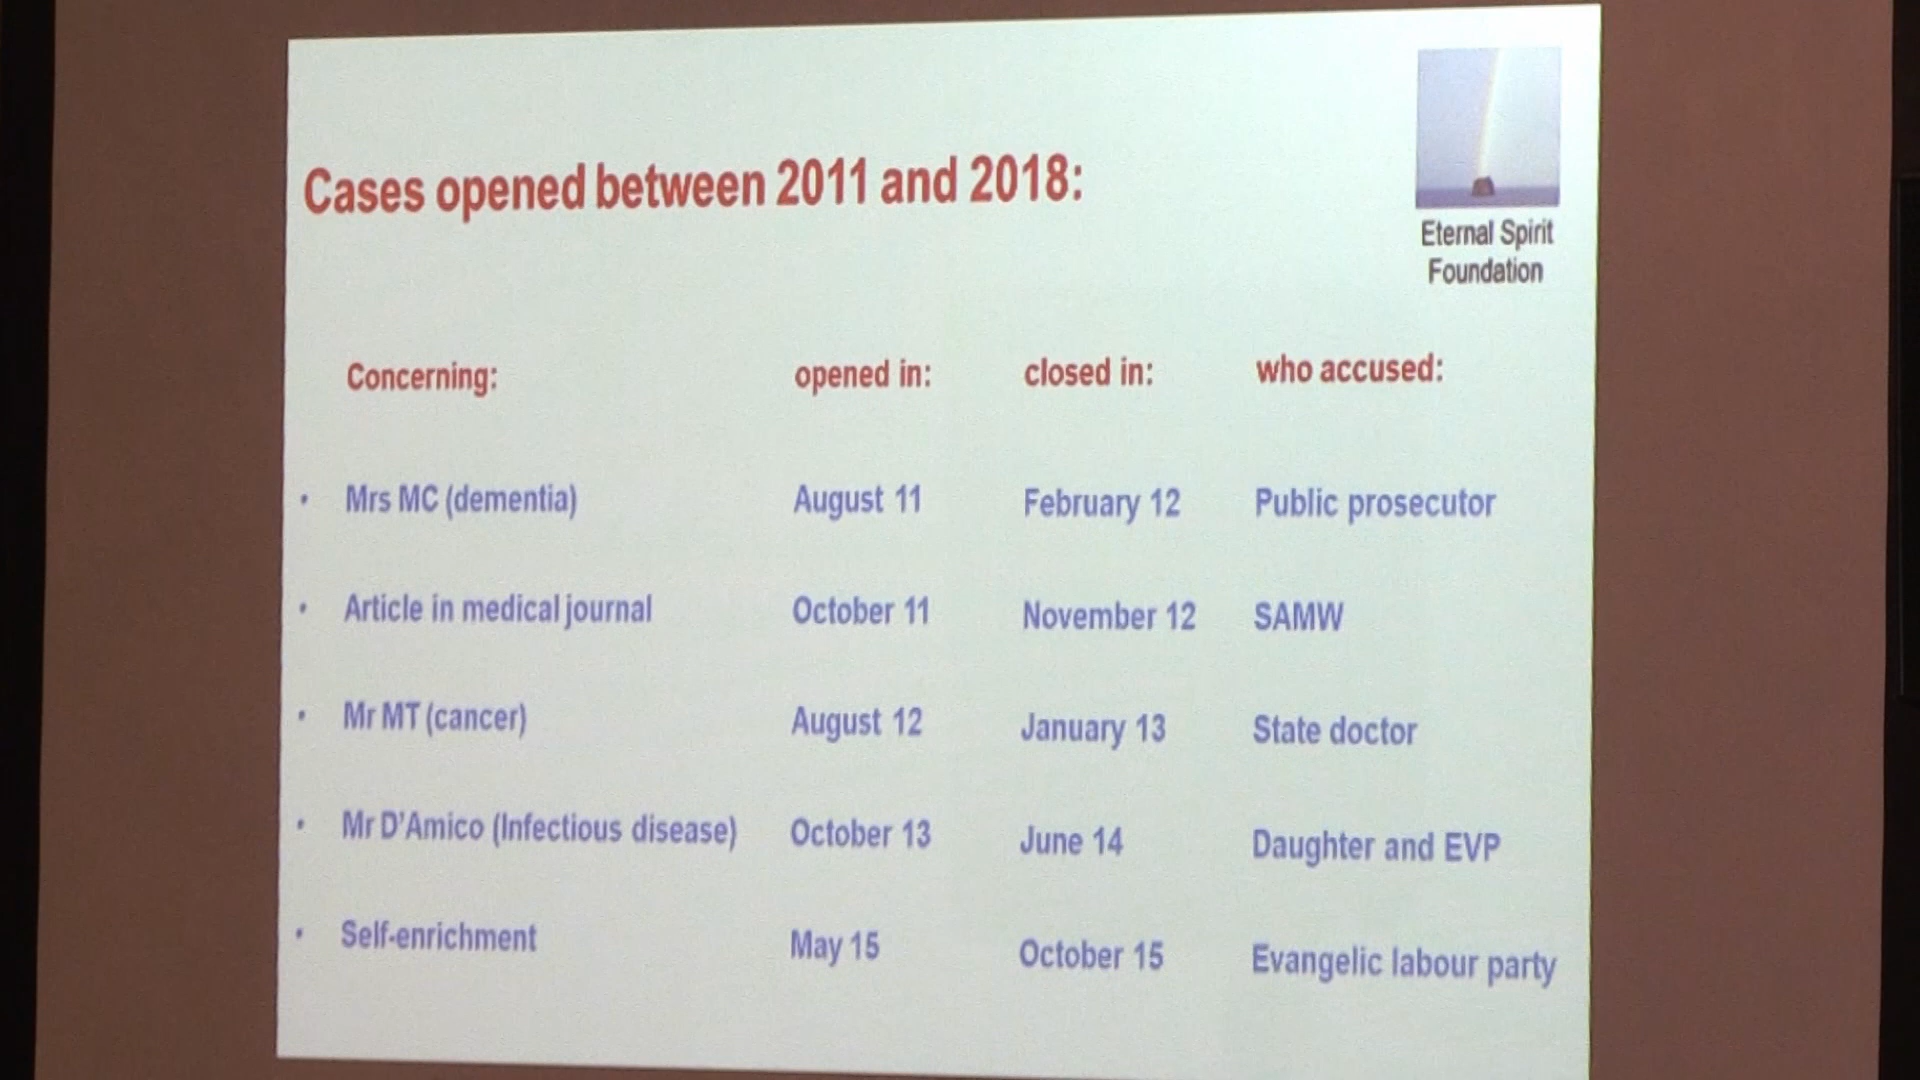 Cases opened between 2011 and 2018:
Eternal Spirit
Foundation
Concerning: opened in: closed in: who accused:
• Mrs MC (dementia) August 11 February 12 Public prosecutor
• Article in medical journal October 11 November 12 SAMW
• Mr MT (cancer) August 12 January 13 State doctor
• Mr D'Amico (Infectious disease) October 13 June 14 Daughter and EVP
• Self-enrichment May 15 October 15 Evangelic labour party